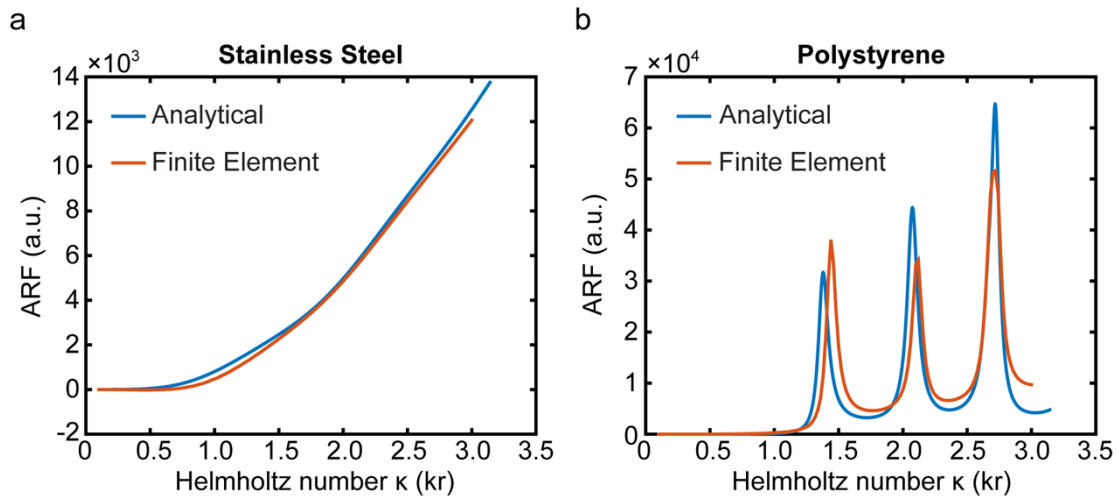 a
Stainless Steel
×10³
14
12
10
8
6
4
2
0
-2
ARF (a.u.)
Analytical
Finite Element
0
0.5
1.0
1.5
2.0
2.5
3.0
3.5
Helmholtz number κ (kr)
b
Polystyrene
×10⁴
7
6
5
4
3
2
1
0
ARF (a.u.)
Analytical
Finite Element
0
0.5
1.0
1.5
2.0
2.5
3.0
3.5
Helmholtz number κ (kr)